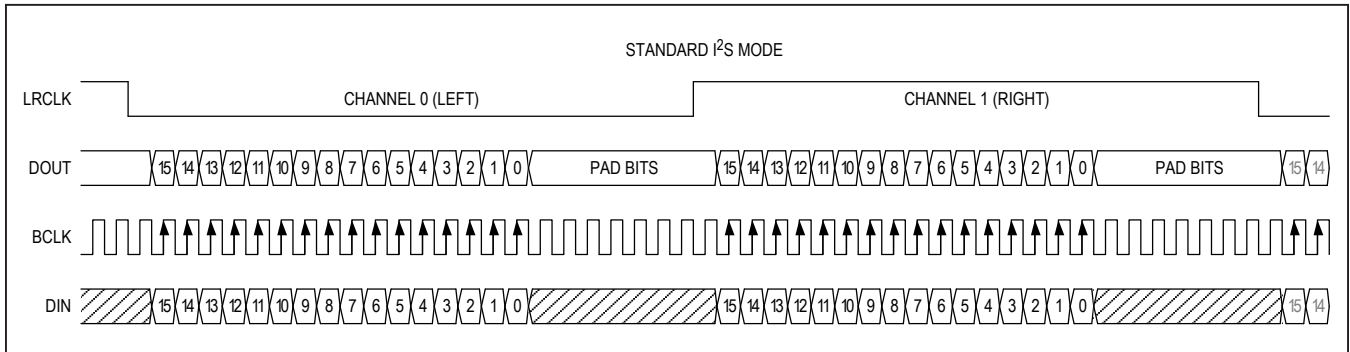 STANDARD I²S MODE
LRCLK CHANNEL 0 (LEFT) CHANNEL 1 (RIGHT)
DOUT 15 14 13 12 11 10 9 8 7 6 5 4 3 2 1 0 PAD BITS 15 14 13 12 11 10 9 8 7 6 5 4 3 2 1 0 PAD BITS 15 14
BCLK
DIN 15 14 13 12 11 10 9 8 7 6 5 4 3 2 1 0 15 14 13 12 11 10 9 8 7 6 5 4 3 2 1 0 15 14